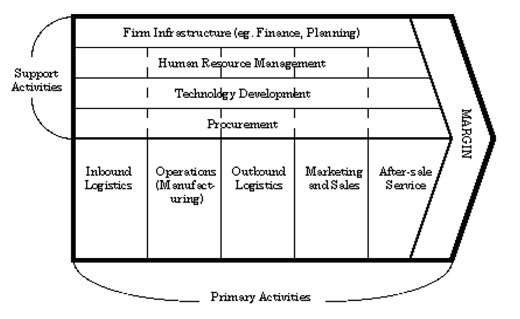 Firm Infrastructure (eg. Finance, Planning)
Support
Activities
Human Resource Management
Technology Development
Procurement
MARGIN
Inbound
Logistics
Operations
(Manufact-
uring)
Outbound
Logistics
Marketing
and Sales
After-sale
Service
Primary Activities